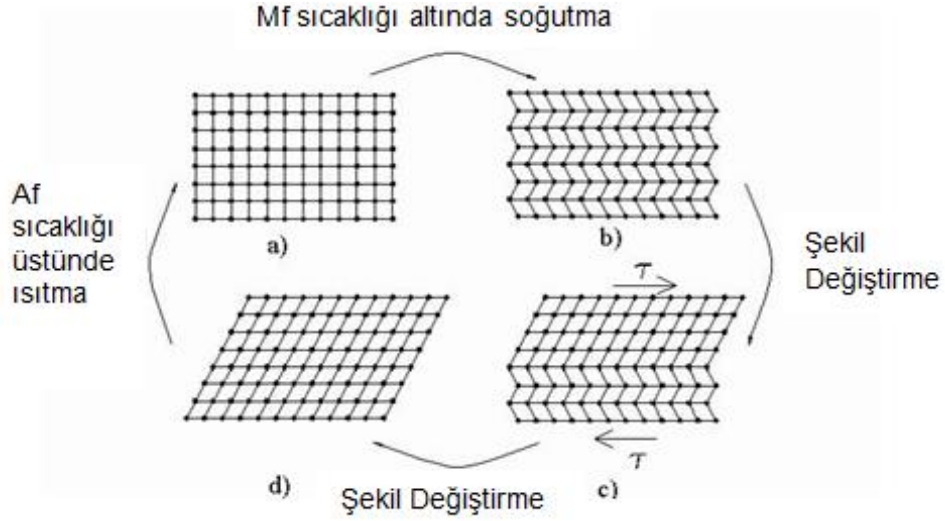 Mf sıcaklığı altında soğutma
a)
b)
Af
sıcaklığı
üstünde
ısıtma
Şekil
Değiştirme
τ
τ
d)
Şekil Değiştirme
c)